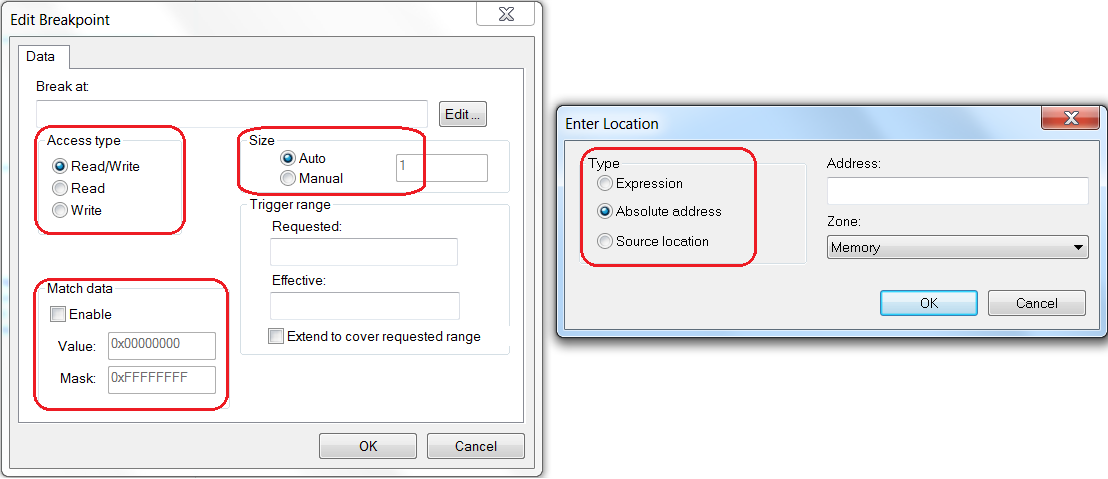 Edit Breakpoint
Data
Break at:
Edit ...
Access type
Read/Write
Read
Write
Size
Auto
Manual
1
Trigger range
Requested:
Effective:
Extend to cover requested range
Match data
Enable
Value: 0x00000000
Mask: 0xFFFFFFFF
OK Cancel
Enter Location
Type
Expression
Absolute address
Source location
Address:
Zone:
Memory
OK Cancel